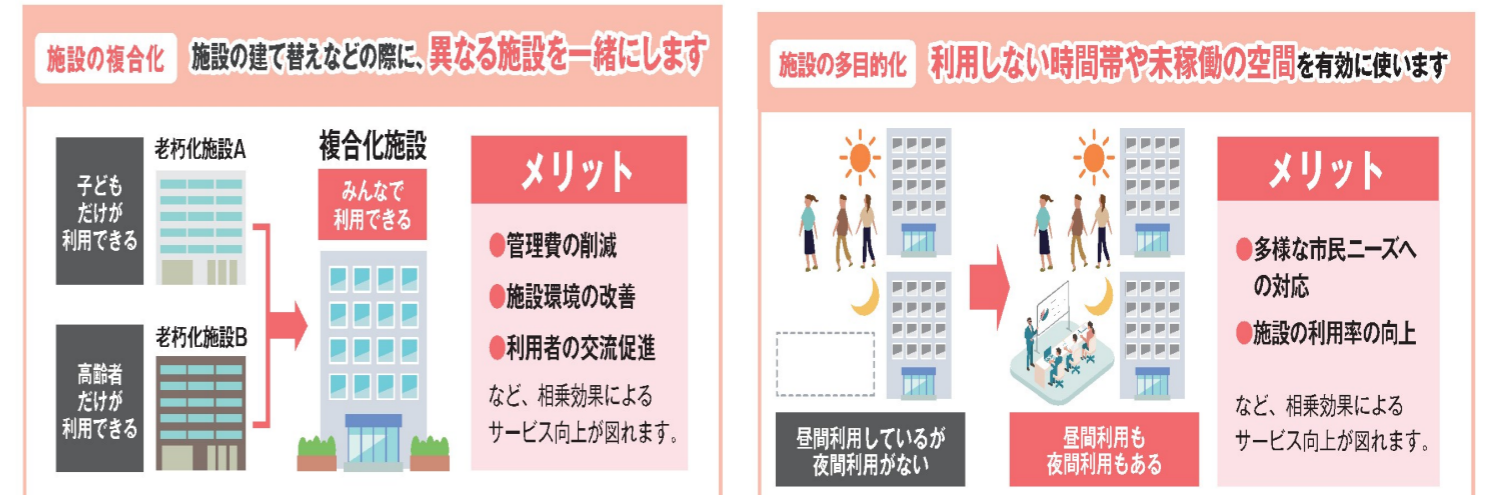 施設の複合化
施設の建て替えなどの際に、異なる施設を一緒にします
子ども
だけが
利用できる
老朽化施設A
高齢者
だけが
利用できる
老朽化施設B
複合化施設
みんなで
利用できる
メリット
●管理費の削減
●施設環境の改善
●利用者の交流促進
など、相乗効果による
サービス向上が図れます。
施設の多目的化
利用しない時間帯や未稼働の空間を有効に使います
昼間利用しているが
夜間利用がない
昼間利用も
夜間利用もある
メリット
●多様な市民ニーズへ
の対応
●施設の利用率の向上
など、相乗効果による
サービス向上が図れます。